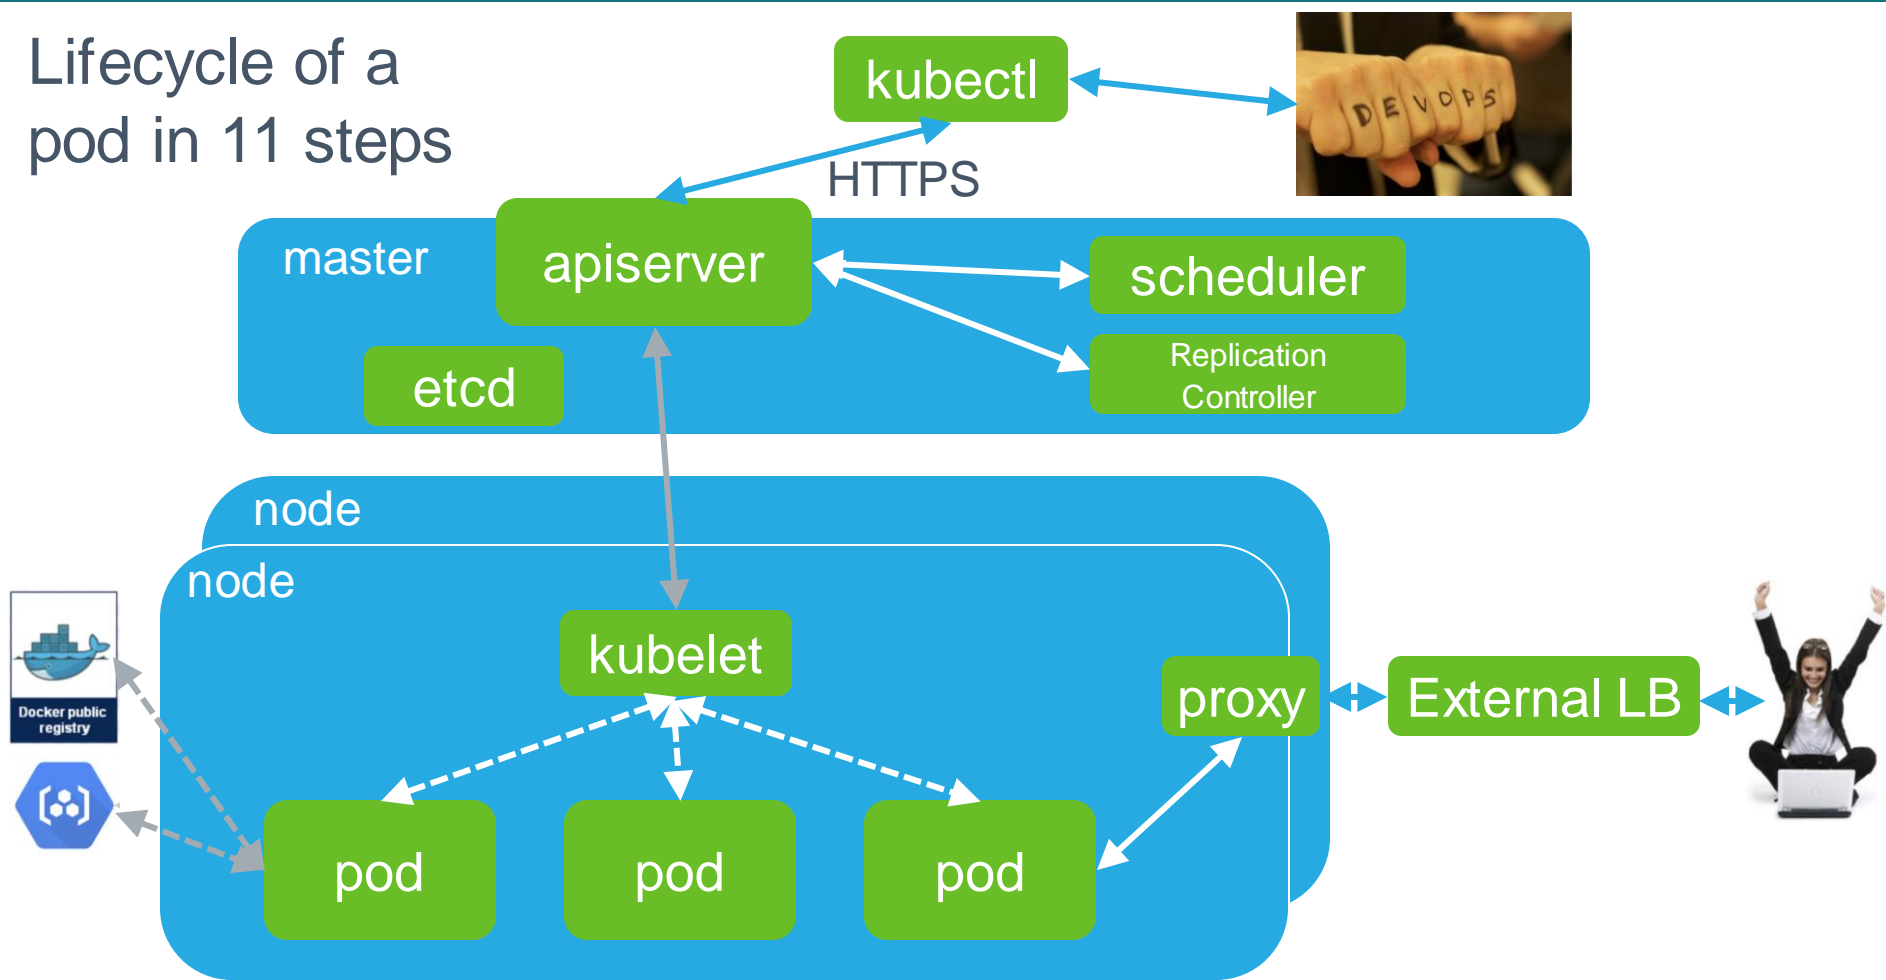 Lifecycle of a
pod in 11 steps
kubectl
DEVOPS
HTTPS
master
apiserver
scheduler
Replication
Controller
etcd
node
node
kubelet
Docker public
registry
proxy
External LB
pod
pod
pod